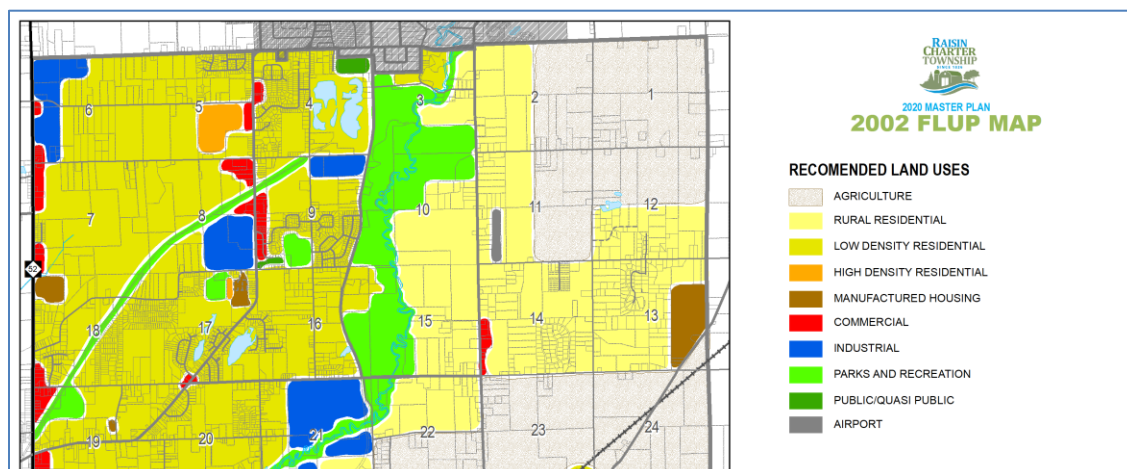 RAISIN
CHARTER
TOWNSHIP
2020 MASTER PLAN
2002 FLUP MAP
RECOMENDED LAND USES
AGRICULTURE
RURAL RESIDENTIAL
LOW DENSITY RESIDENTIAL
HIGH DENSITY RESIDENTIAL
MANUFACTURED HOUSING
COMMERCIAL
INDUSTRIAL
PARKS AND RECREATION
PUBLIC/QUASI PUBLIC
AIRPORT
6 5 4 3 2 1
7 8 9 10 11 12
52
18 17 16 15 14 13
19 20 21 22 23 24